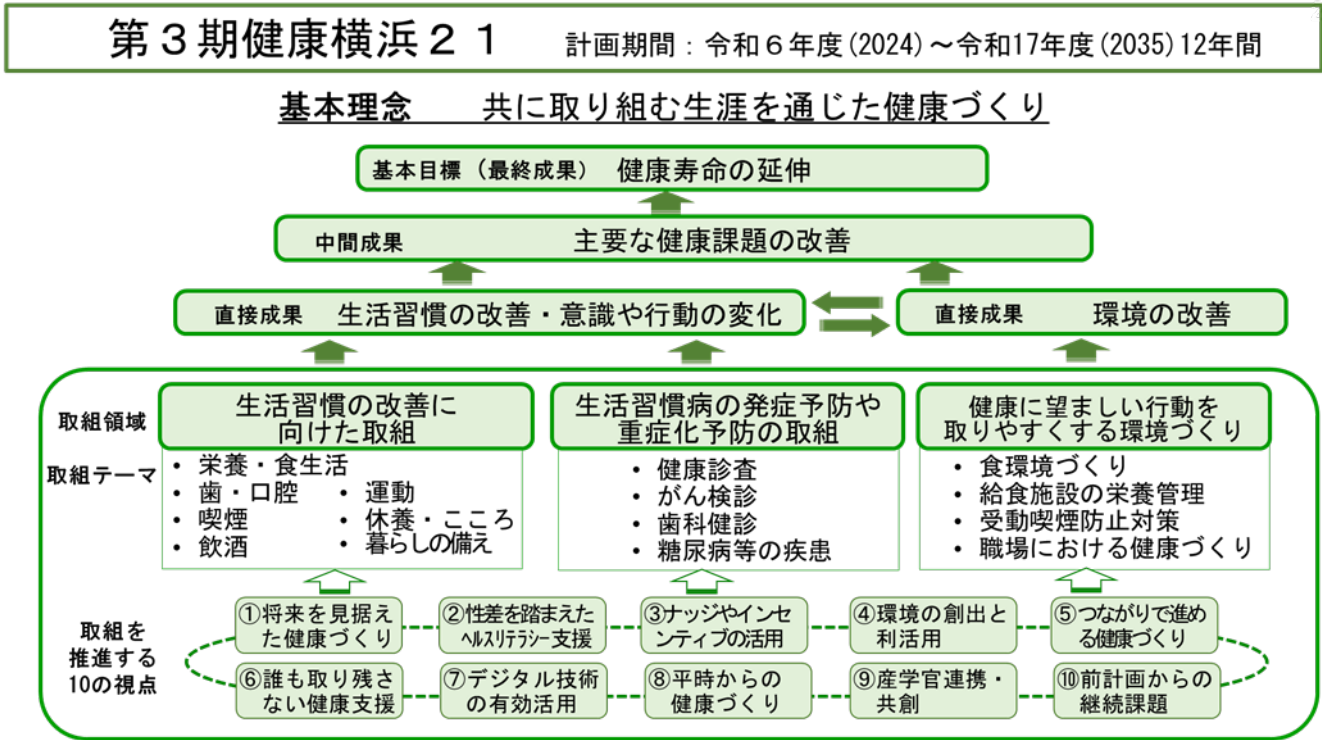 第３期健康横浜２１ 計画期間：令和６年度(2024)～令和17年度(2035)12年間
基本理念 共に取り組む生涯を通じた健康づくり
基本目標（最終成果） 健康寿命の延伸
中間成果 主要な健康課題の改善
直接成果 生活習慣の改善・意識や行動の変化
直接成果 環境の改善
取組領域
生活習慣の改善に
向けた取組
生活習慣病の発症予防や
重症化予防の取組
健康に望ましい行動を
取りやすくする環境づくり
取組テーマ
• 栄養・食生活
• 歯・口腔
• 喫煙
• 飲酒
• 運動
• 休養・こころ
• 暮らしの備え
• 健康診査
• がん検診
• 歯科健診
• 糖尿病等の疾患
• 食環境づくり
• 給食施設の栄養管理
• 受動喫煙防止対策
• 職場における健康づくり
取組を
推進する
10の視点
①将来を見据え
た健康づくり
②性差を踏まえた
ヘルスリテラシー支援
③ナッジやインセ
ンティブの活用
④環境の創出と
利活用
⑤つながりで進め
る健康づくり
⑥誰も取り残さ
ない健康支援
⑦デジタル技術
の有効活用
⑧平時からの
健康づくり
⑨産学官連携・
共創
⑩前計画からの
継続課題